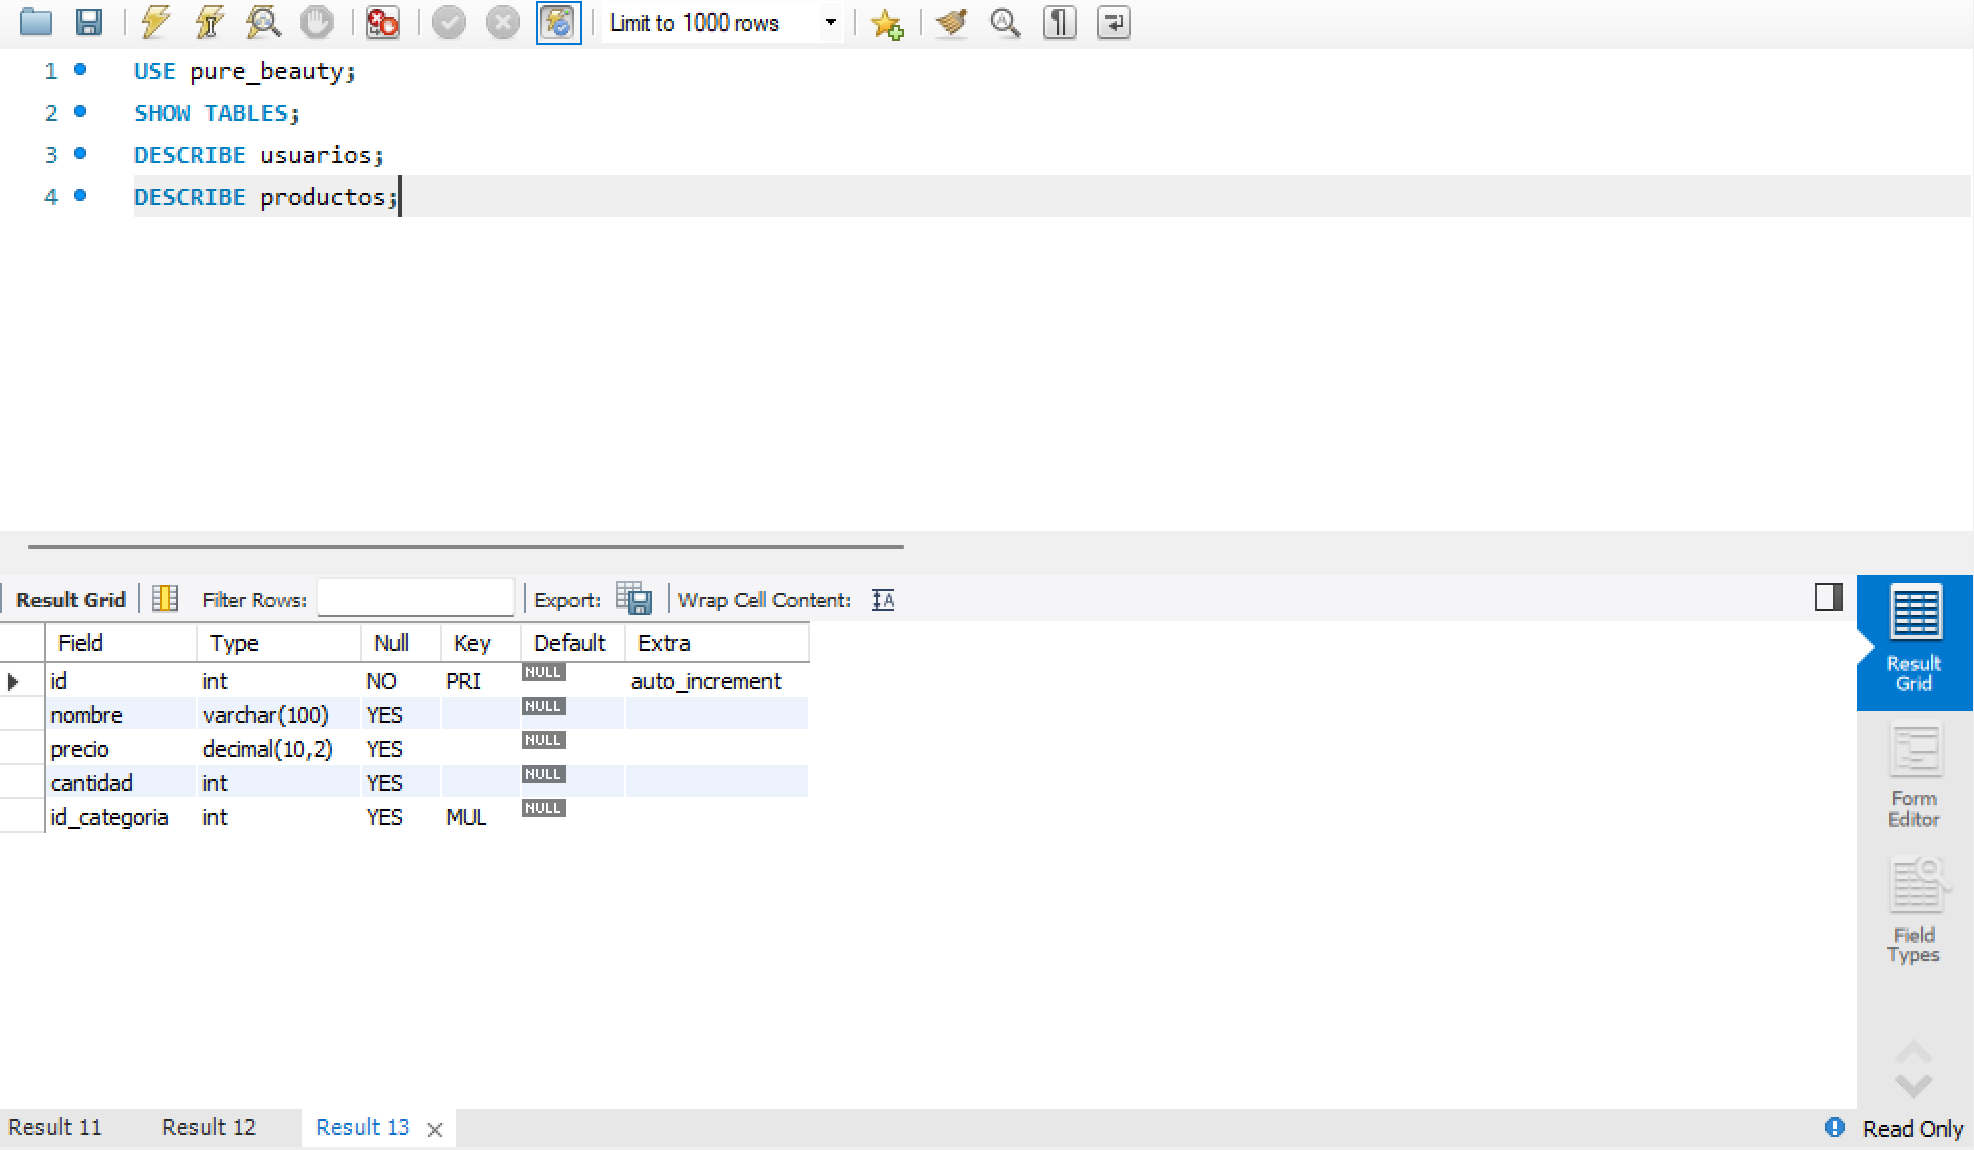 Limit to 1000 rows
1 USE pure_beauty;
2 SHOW TABLES;
3 DESCRIBE usuarios;
4 DESCRIBE productos;
Result Grid Filter Rows: Export: Wrap Cell Content:
Field Type Null Key Default Extra
id int NO PRI NULL auto_increment
nombre varchar(100) YES NULL
precio decimal(10,2) YES NULL
cantidad int YES NULL
id_categoria int YES MUL NULL
Result
Grid
Form
Editor
Field
Types
Result 11 Result 12 Result 13 Read Only